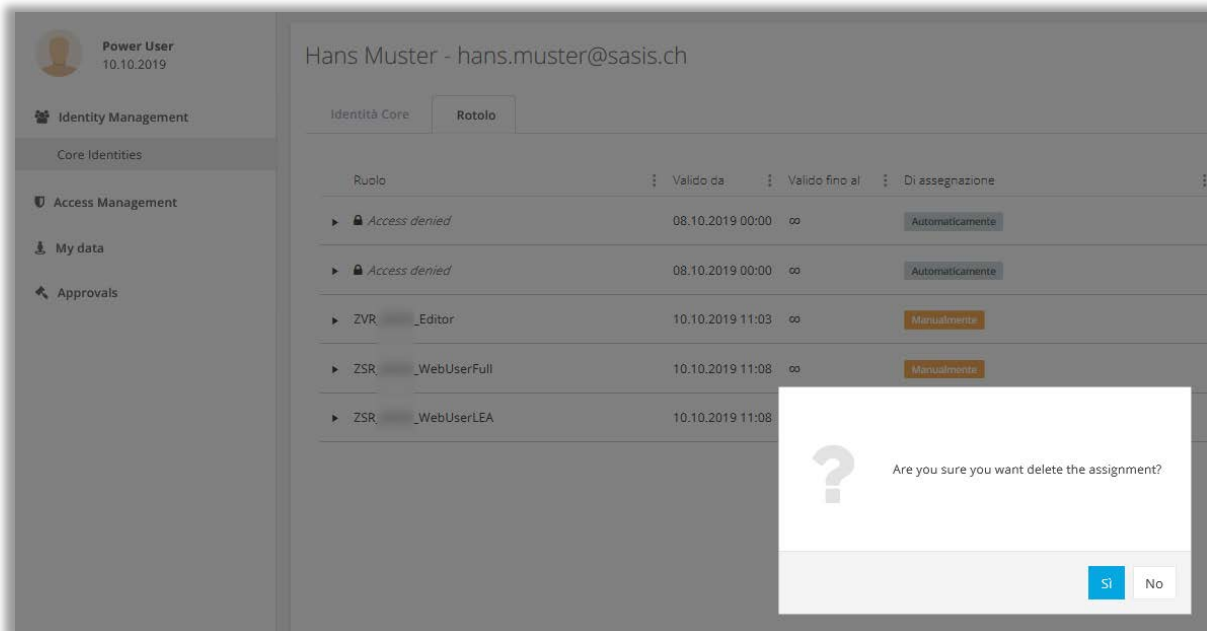 Power User
10.10.2019
Identity Management
Core Identities
Access Management
My data
Approvals
Hans Muster - hans.muster@sasis.ch
Identità Core Rotolo
Ruolo Valido da Valido fino al Di assegnazione
Access denied 08.10.2019 00:00 ∞ Automaticamente
Access denied 08.10.2019 00:00 ∞ Automaticamente
ZVR_ _Editor 10.10.2019 11:03 ∞ Manualmente
ZSR_ _WebUserFull 10.10.2019 11:08 ∞ Manualmente
ZSR_ _WebUserLEA 10.10.2019 11:08
Are you sure you want delete the assignment?
Sì No